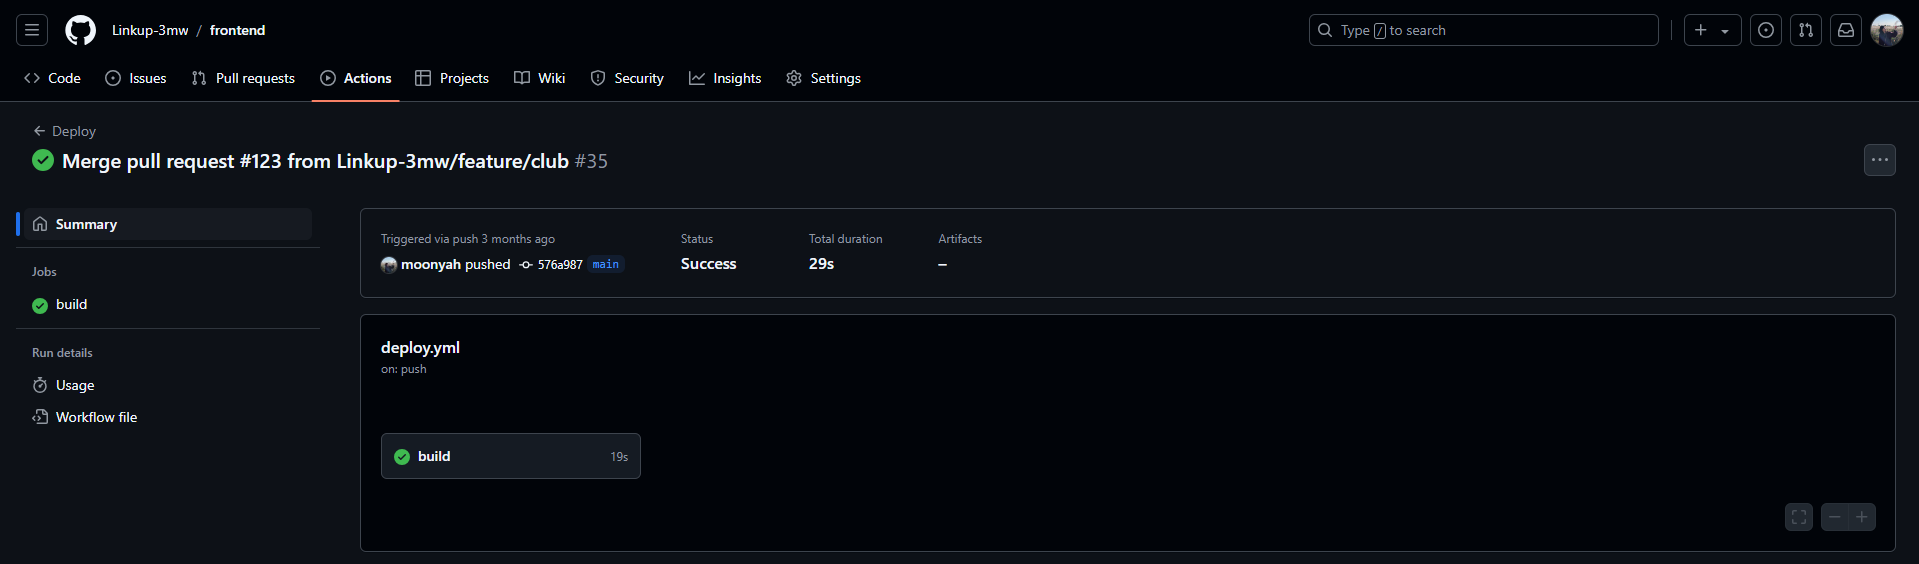 Linkup-3mw / frontend
Type / to search
Code Issues Pull requests Actions Projects Wiki Security Insights Settings
Deploy
Merge pull request #123 from Linkup-3mw/feature/club #35
Summary
Jobs
build
Run details
Usage
Workflow file
Triggered via push 3 months ago
moonyah pushed 576a987 main
Status
Success
Total duration
29s
Artifacts
–
deploy.yml
on: push
build 19s